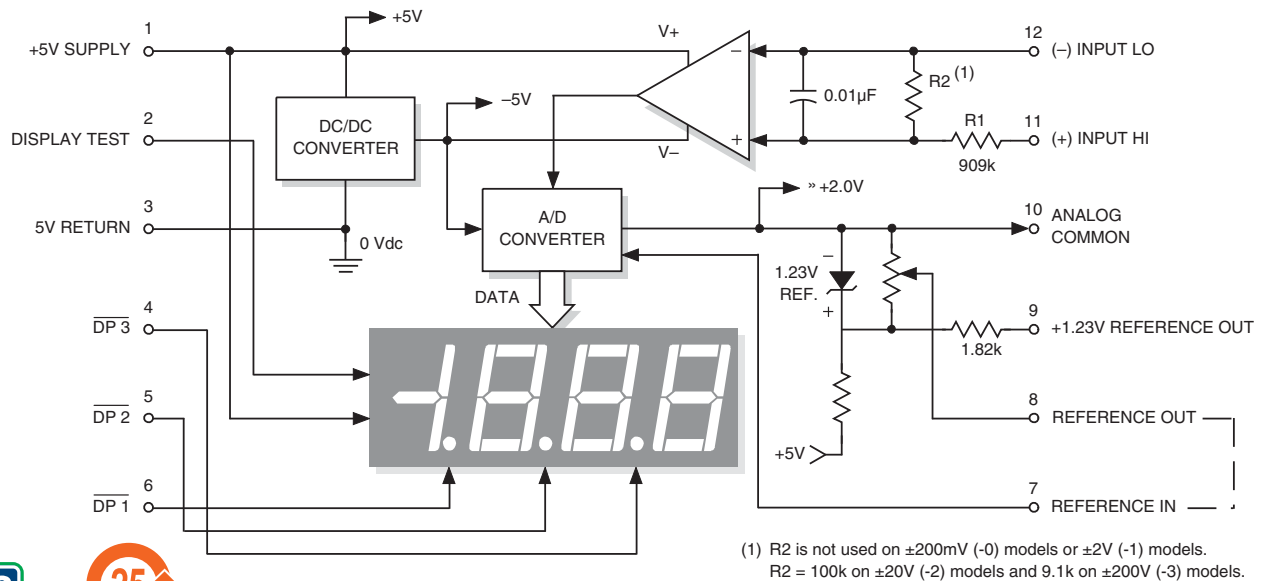 1
+5V SUPPLY
2
DISPLAY TEST
3
5V RETURN
4
DP 3
5
DP 2
6
DP 1
+5V
DC/DC
CONVERTER
0 Vdc
–5V
V+
V–
–
+
0.01µF
R2 (1)
R1
909k
12
(–) INPUT LO
11
(+) INPUT HI
A/D
CONVERTER
DATA
» +2.0V
10
ANALOG
COMMON
–
1.23V
REF.
+
9
+1.23V REFERENCE OUT
1.82k
8
REFERENCE OUT
+5V
7
REFERENCE IN
-1.8.8.8
(1) R2 is not used on ±200mV (-0) models or ±2V (-1) models.
R2 = 100k on ±20V (-2) models and 9.1k on ±200V (-3) models.